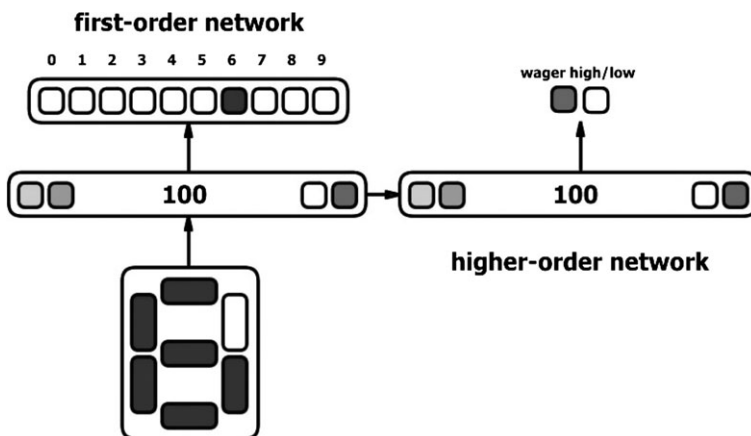 first-order network
0 1 2 3 4 5 6 7 8 9
wager high/low
100
100
higher-order network